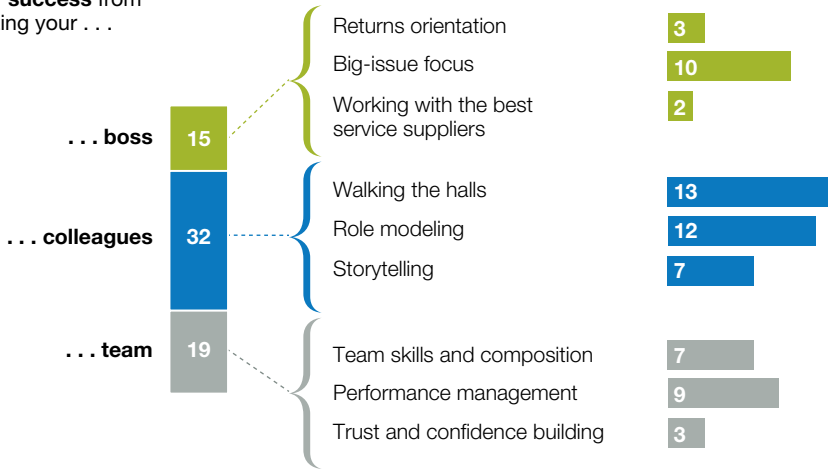 success from
ing your . . .
. . . boss
15
Returns orientation
3
Big-issue focus
10
Working with the best
service suppliers
2
. . . colleagues
32
Walking the halls
13
Role modeling
12
Storytelling
7
. . . team
19
Team skills and composition
7
Performance management
9
Trust and confidence building
3